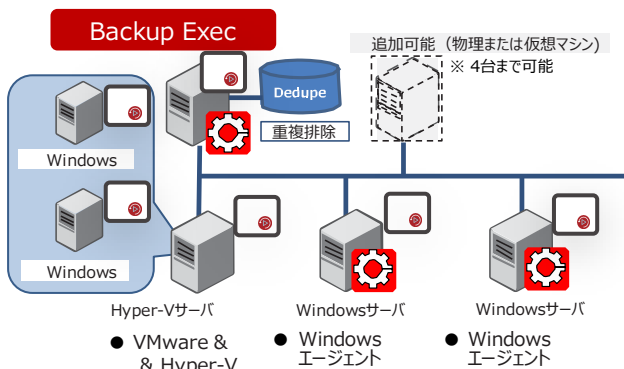 Backup Exec
追加可能（物理または仮想マシン)
※ 4台まで可能
Dedupe
重複排除
Windows
Windows
Hyper-Vサーバ
Windowsサーバ
Windowsサーバ
● VMware &
& Hyper-V
● Windows
エージェント
● Windows
エージェント